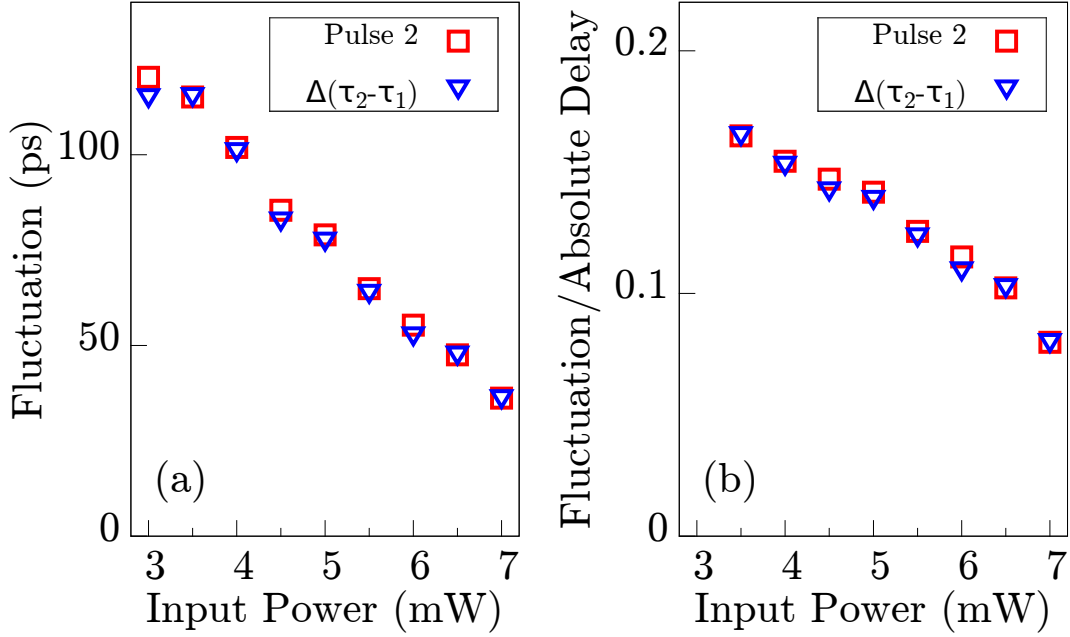 Fluctuation (ps)
100
50
0
Pulse 2
Δ(τ₂-τ₁)
(a)
3 4 5 6 7
Input Power (mW)
Fluctuation/Absolute Delay
0.2
0.1
0
Pulse 2
Δ(τ₂-τ₁)
(b)
3 4 5 6 7
Input Power (mW)